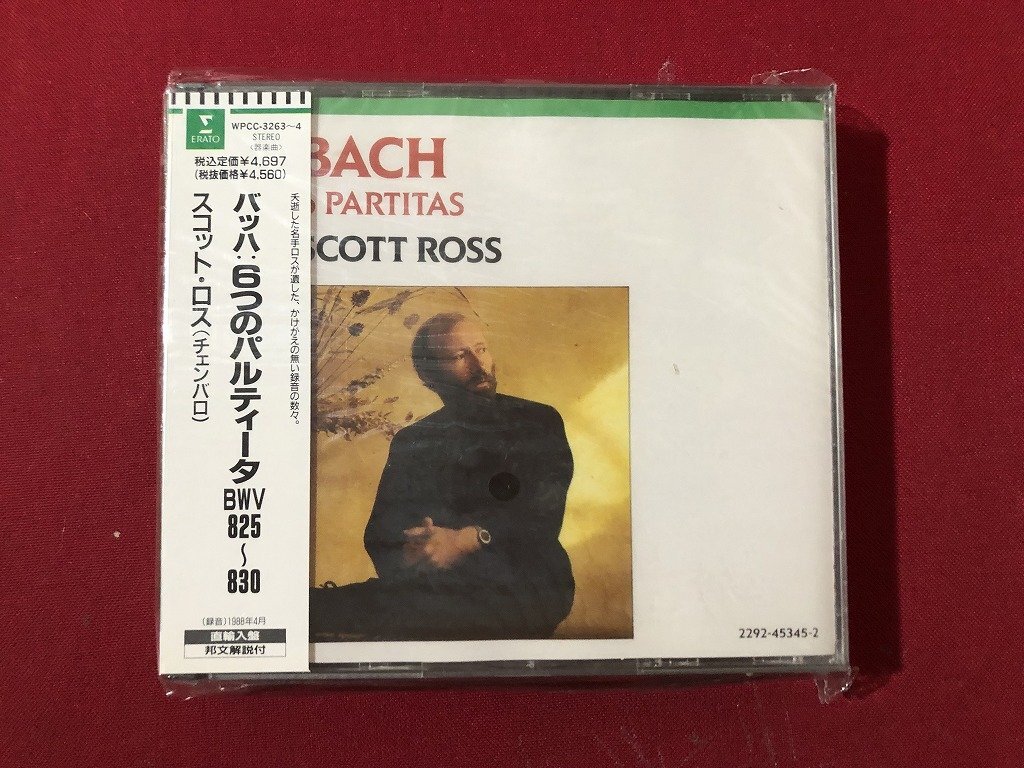 ERATO
WPCC-3263〜4
STEREO
〈器楽曲〉
税込定価¥4,697
(税抜価格¥4,560)
夭逝した名手ロスが遺した、かけがえの無い録音の数々。
バッハ:6つのパルティータ
BWV
825
〜
830
スコット・ロス(チェンバロ)
(録音)1988年4月
直輸入盤
邦文解説付
BACH
PARTITAS
SCOTT ROSS
2292-45345-2